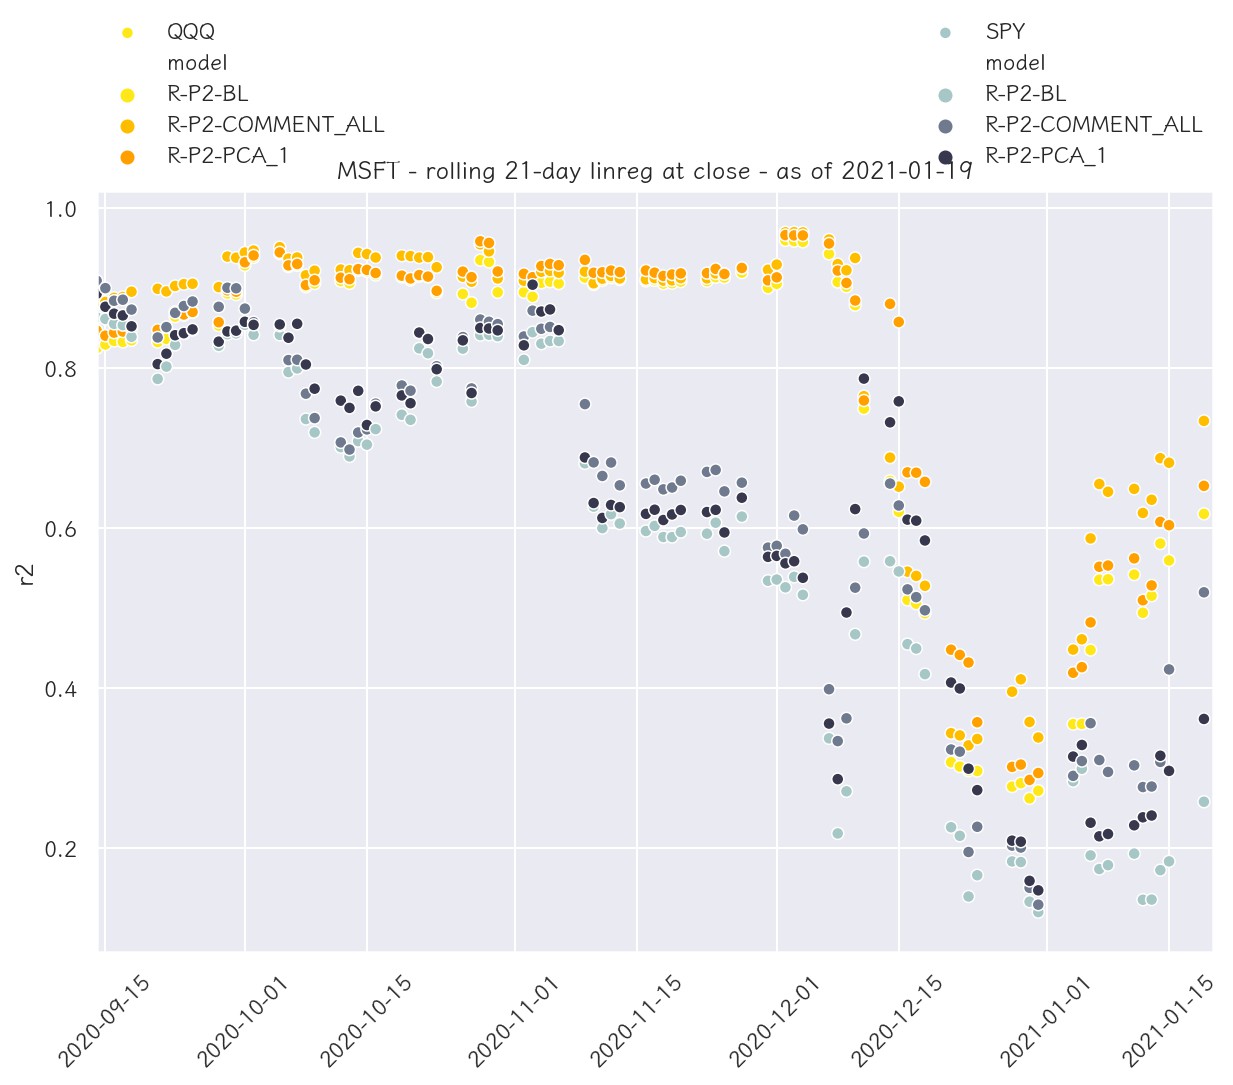 QQQ
model
R-P2-BL
R-P2-COMMENT_ALL
R-P2-PCA_1
SPY
model
R-P2-BL
R-P2-COMMENT_ALL
R-P2-PCA_1
MSFT - rolling 21-day linreg at close - as of 2021-01-19
1.0
0.8
0.6
0.4
0.2
r2
2020-09-15
2020-10-01
2020-10-15
2020-11-01
2020-11-15
2020-12-01
2020-12-15
2021-01-01
2021-01-15